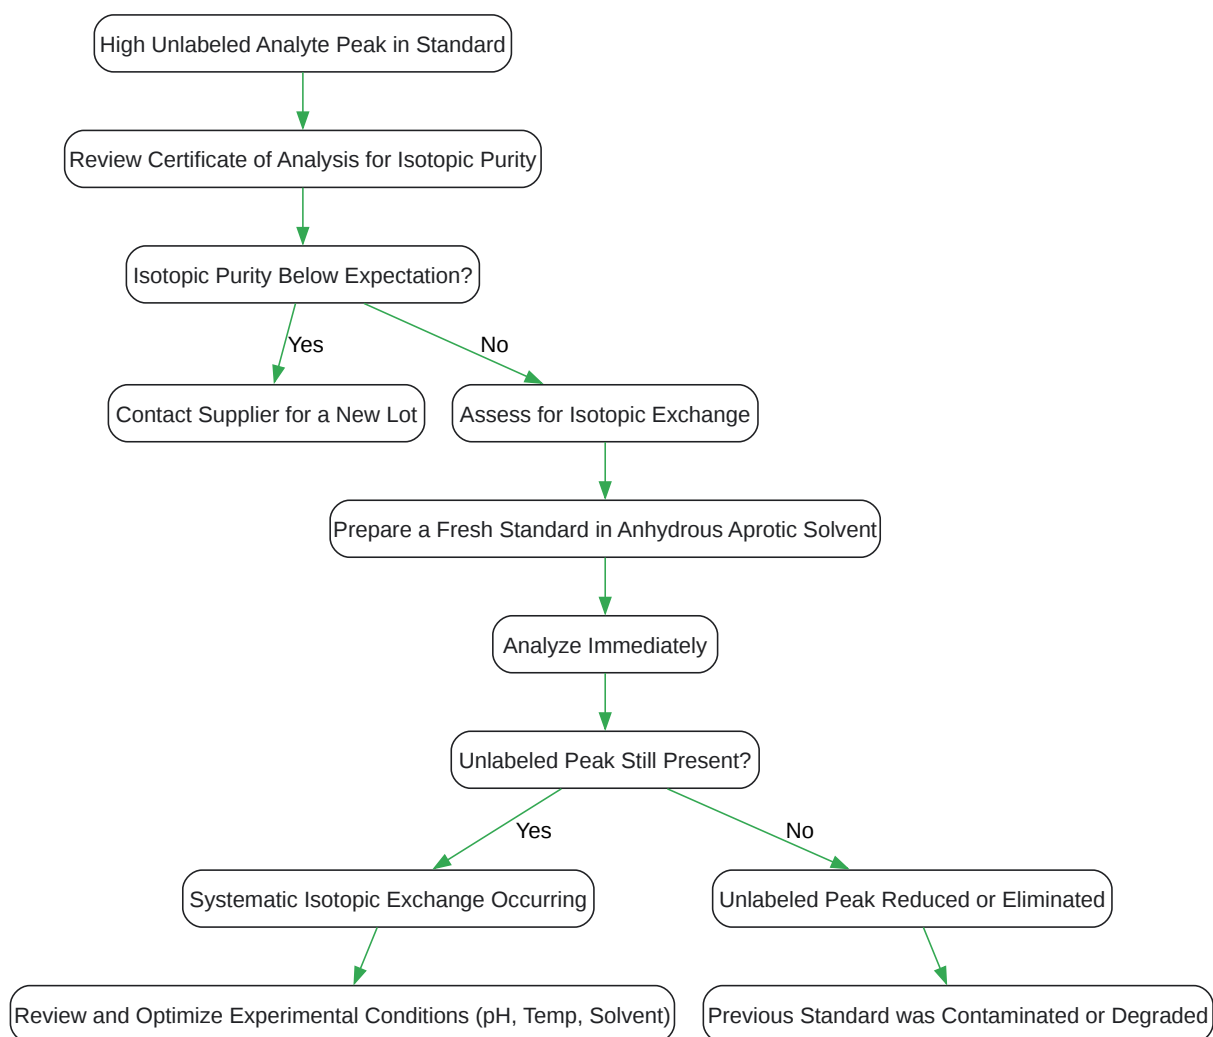 High Unlabeled Analyte Peak in Standard
Review Certificate of Analysis for Isotopic Purity
Isotopic Purity Below Expectation?
Yes
No
Contact Supplier for a New Lot
Assess for Isotopic Exchange
Prepare a Fresh Standard in Anhydrous Aprotic Solvent
Analyze Immediately
Unlabeled Peak Still Present?
Yes
No
Systematic Isotopic Exchange Occurring
Unlabeled Peak Reduced or Eliminated
Review and Optimize Experimental Conditions (pH, Temp, Solvent)
Previous Standard was Contaminated or Degraded